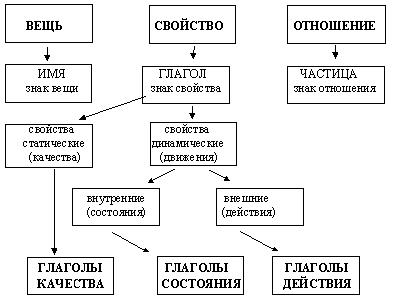 ВЕЩЬ
СВОЙСТВО
ОТНОШЕНИЕ
ИМЯ
знак вещи
ГЛАГОЛ
знак свойства
ЧАСТИЦА
знак отношения
свойства
статические
(качества)
свойства
динамические
(движения)
внутренние
(состояния)
внешние
(действия)
ГЛАГОЛЫ
КАЧЕСТВА
ГЛАГОЛЫ
СОСТОЯНИЯ
ГЛАГОЛЫ
ДЕЙСТВИЯ